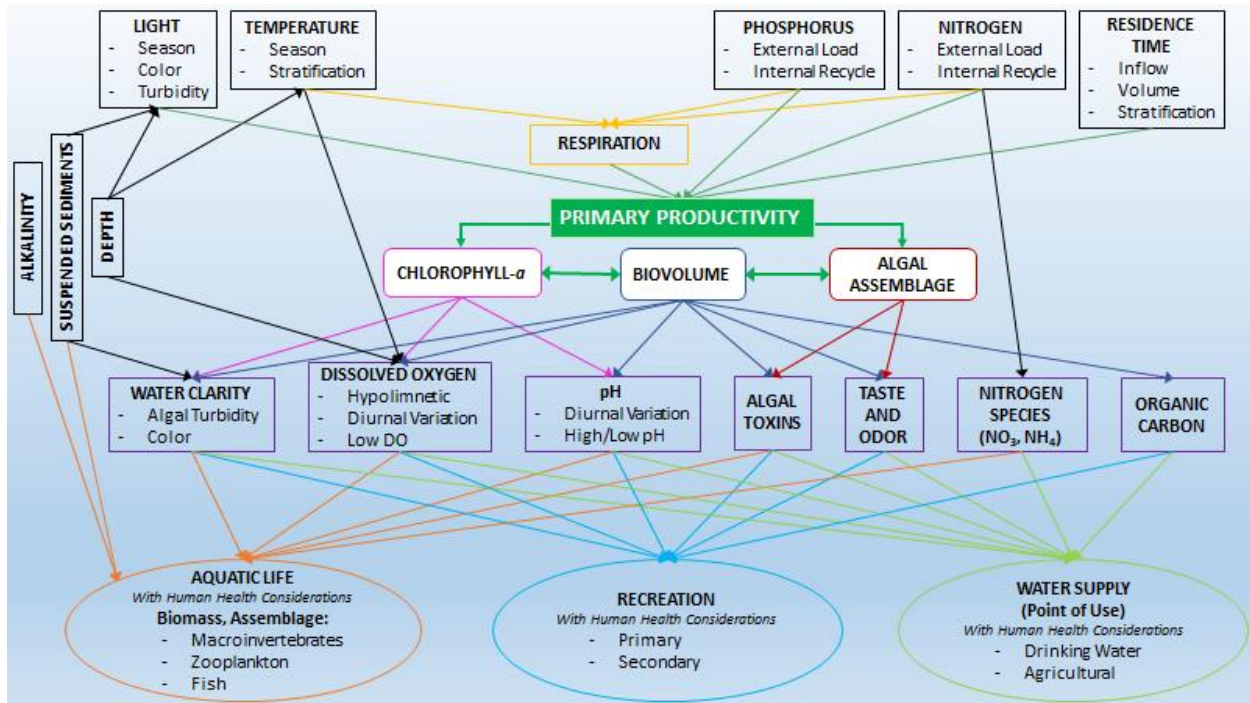 LIGHT
- Season
- Color
- Turbidity
TEMPERATURE
- Season
- Stratification
PHOSPHORUS
- External Load
- Internal Recycle
NITROGEN
- External Load
- Internal Recycle
RESIDENCE
TIME
- Inflow
- Volume
- Stratification
RESPIRATION
ALKALINITY
SUSPENDED SEDIMENTS
DEPTH
PRIMARY PRODUCTIVITY
CHLOROPHYLL-a
BIOVOLUME
ALGAL
ASSEMBLAGE
WATER CLARITY
- Algal Turbidity
- Color
DISSOLVED OXYGEN
- Hypolimnetic
- Diurnal Variation
- Low DO
pH
- Diurnal Variation
- High/Low pH
ALGAL
TOXINS
TASTE
AND
ODOR
NITROGEN
SPECIES
(NO₃, NH₄)
ORGANIC
CARBON
AQUATIC LIFE
With Human Health Considerations
Biomass, Assemblage:
- Macroinvertebrates
- Zooplankton
- Fish
RECREATION
With Human Health Considerations
- Primary
- Secondary
WATER SUPPLY
(Point of Use)
With Human Health Considerations
- Drinking Water
- Agricultural